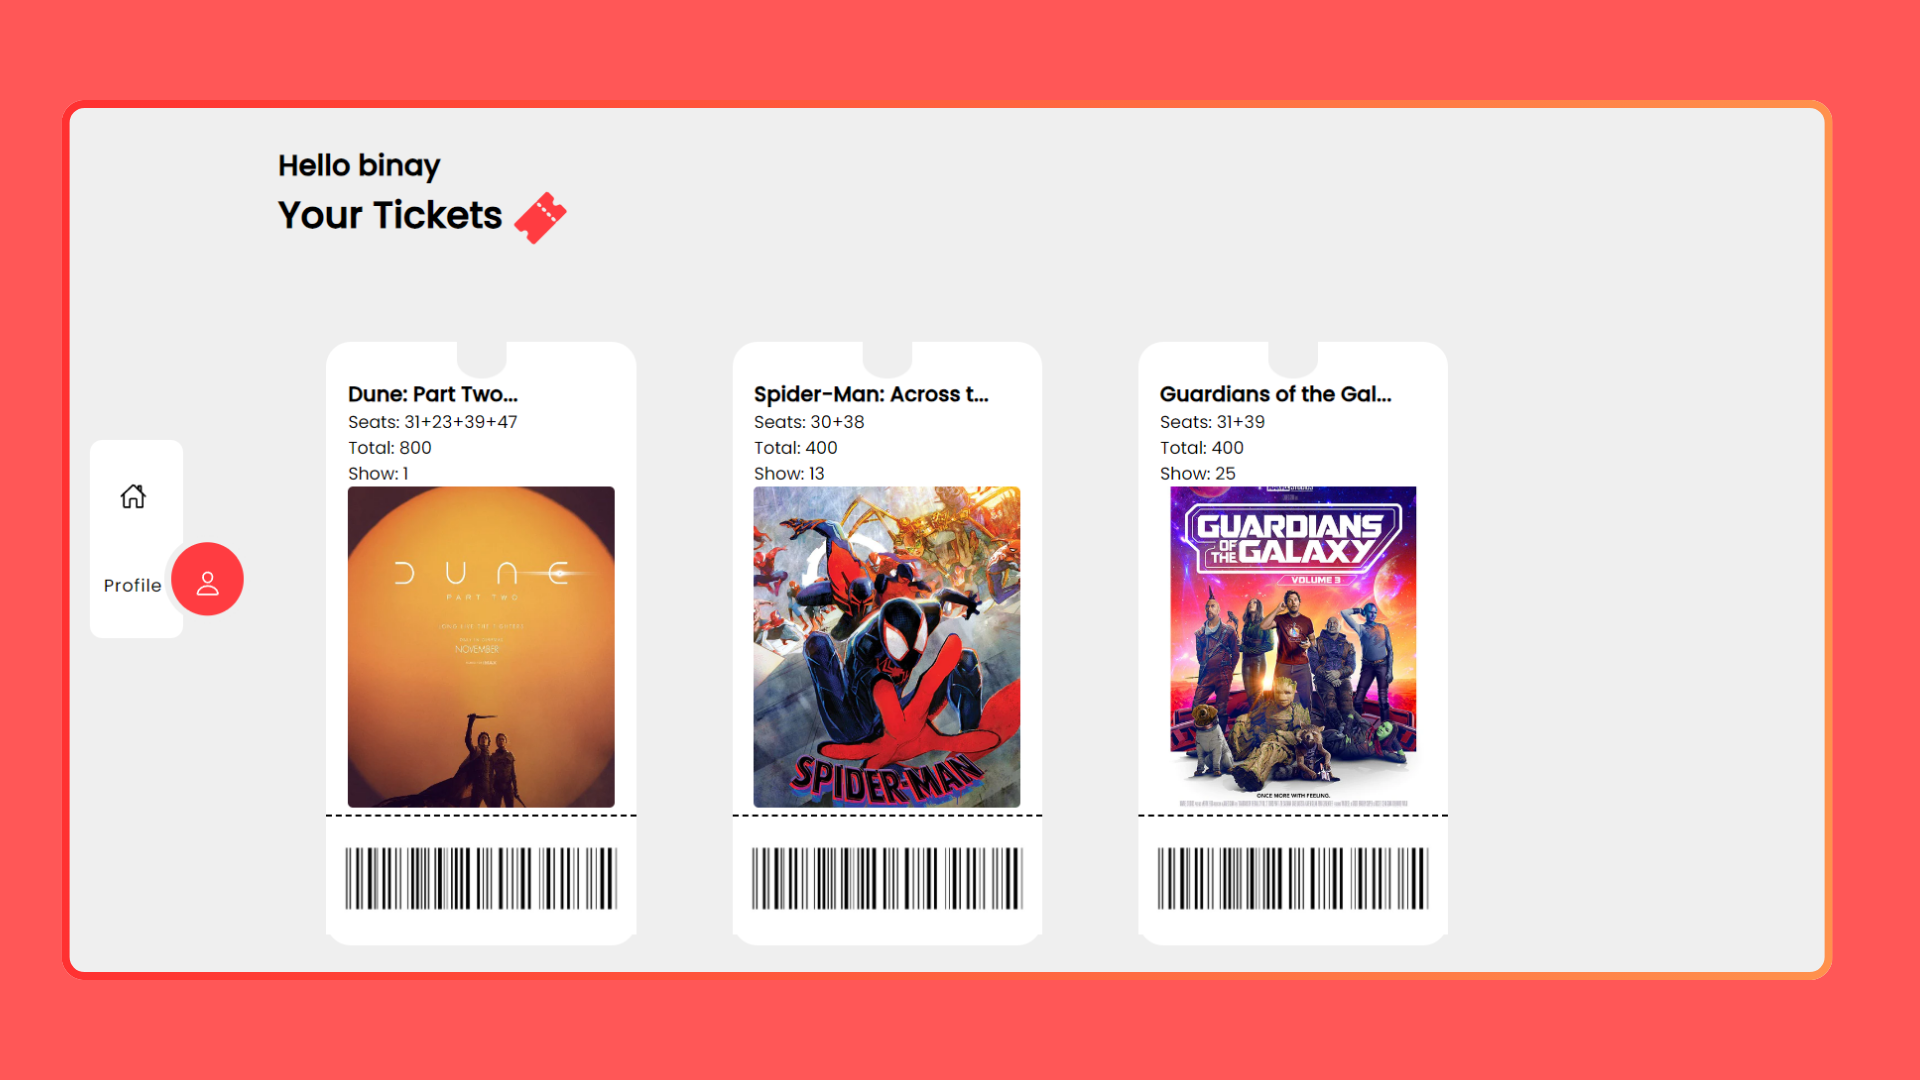 Hello binay
Your Tickets
Profile
Dune: Part Two...
Seats: 31+23+39+47
Total: 800
Show: 1
DUNE
PART TWO
NOVEMBER
Spider-Man: Across t...
Seats: 30+38
Total: 400
Show: 13
SPIDER-MAN
Guardians of the Gal...
Seats: 31+39
Total: 400
Show: 25
GUARDIANS
OF THE GALAXY
VOLUME 3
ONCE MORE WITH FEELING.